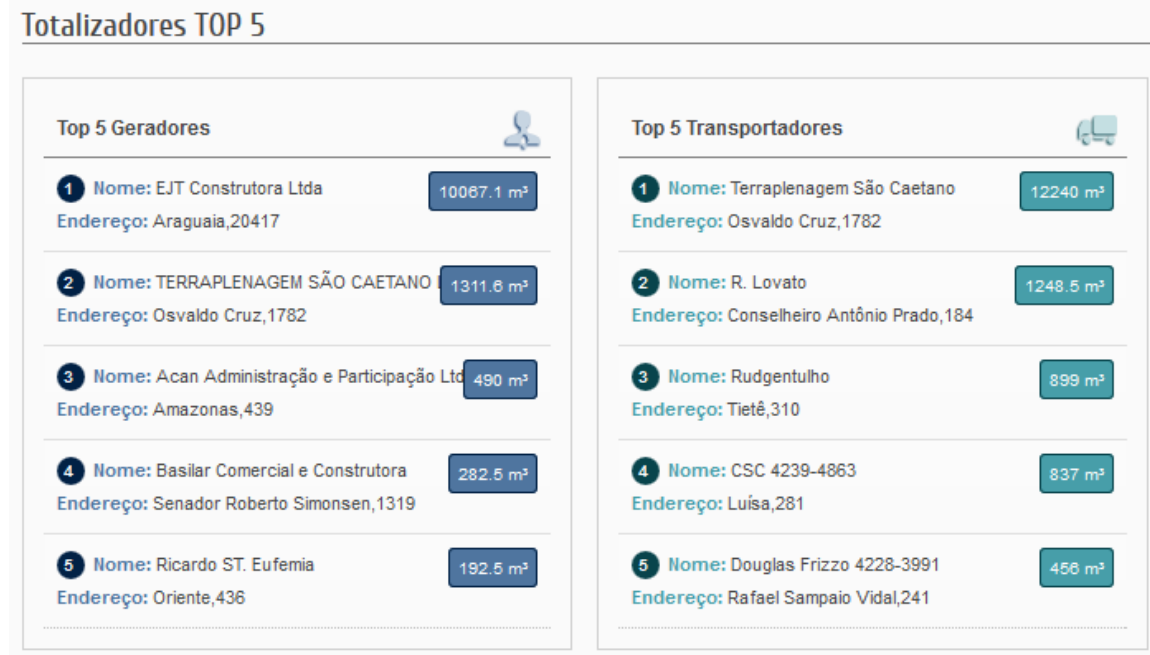 Totalizadores TOP 5
Top 5 Geradores
1 Nome: EJT Construtora Ltda
10067.1 m³
Endereço: Araguaia,20417
2 Nome: TERRAPLENAGEM SÃO CAETANO
1311.6 m³
Endereço: Osvaldo Cruz,1782
3 Nome: Acan Administração e Participação Ltd
490 m³
Endereço: Amazonas,439
4 Nome: Basilar Comercial e Construtora
282.5 m³
Endereço: Senador Roberto Simonsen,1319
5 Nome: Ricardo ST. Eufemia
192.5 m³
Endereço: Oriente,436
Top 5 Transportadores
1 Nome: Terraplenagem São Caetano
12240 m³
Endereço: Osvaldo Cruz,1782
2 Nome: R. Lovato
1248.5 m³
Endereço: Conselheiro Antônio Prado,184
3 Nome: Rudgentulho
899 m³
Endereço: Tietê,310
4 Nome: CSC 4239-4863
837 m³
Endereço: Luísa,281
5 Nome: Douglas Frizzo 4228-3991
456 m³
Endereço: Rafael Sampaio Vidal,241